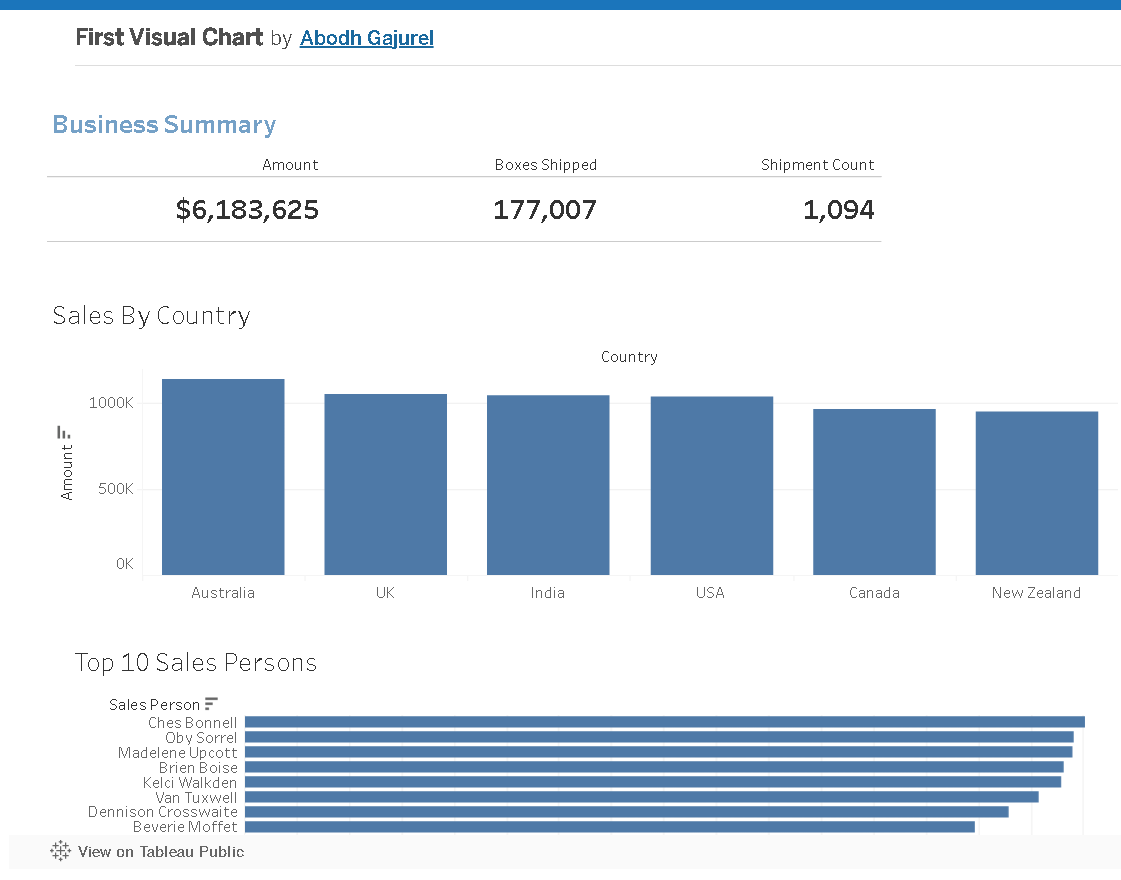 First Visual Chart by Abodh Gajurel
Business Summary
Amount Boxes Shipped Shipment Count
$6,183,625 177,007 1,094
Sales By Country
Country
1000K
500K
0K
Amount
Australia UK India USA Canada New Zealand
Top 10 Sales Persons
Sales Person
Ches Bonnell
Oby Sorrel
Madelene Upcott
Brien Boise
Kelci Walkden
Van Tuxwell
Dennison Crosswaite
Beverie Moffet
View on Tableau Public